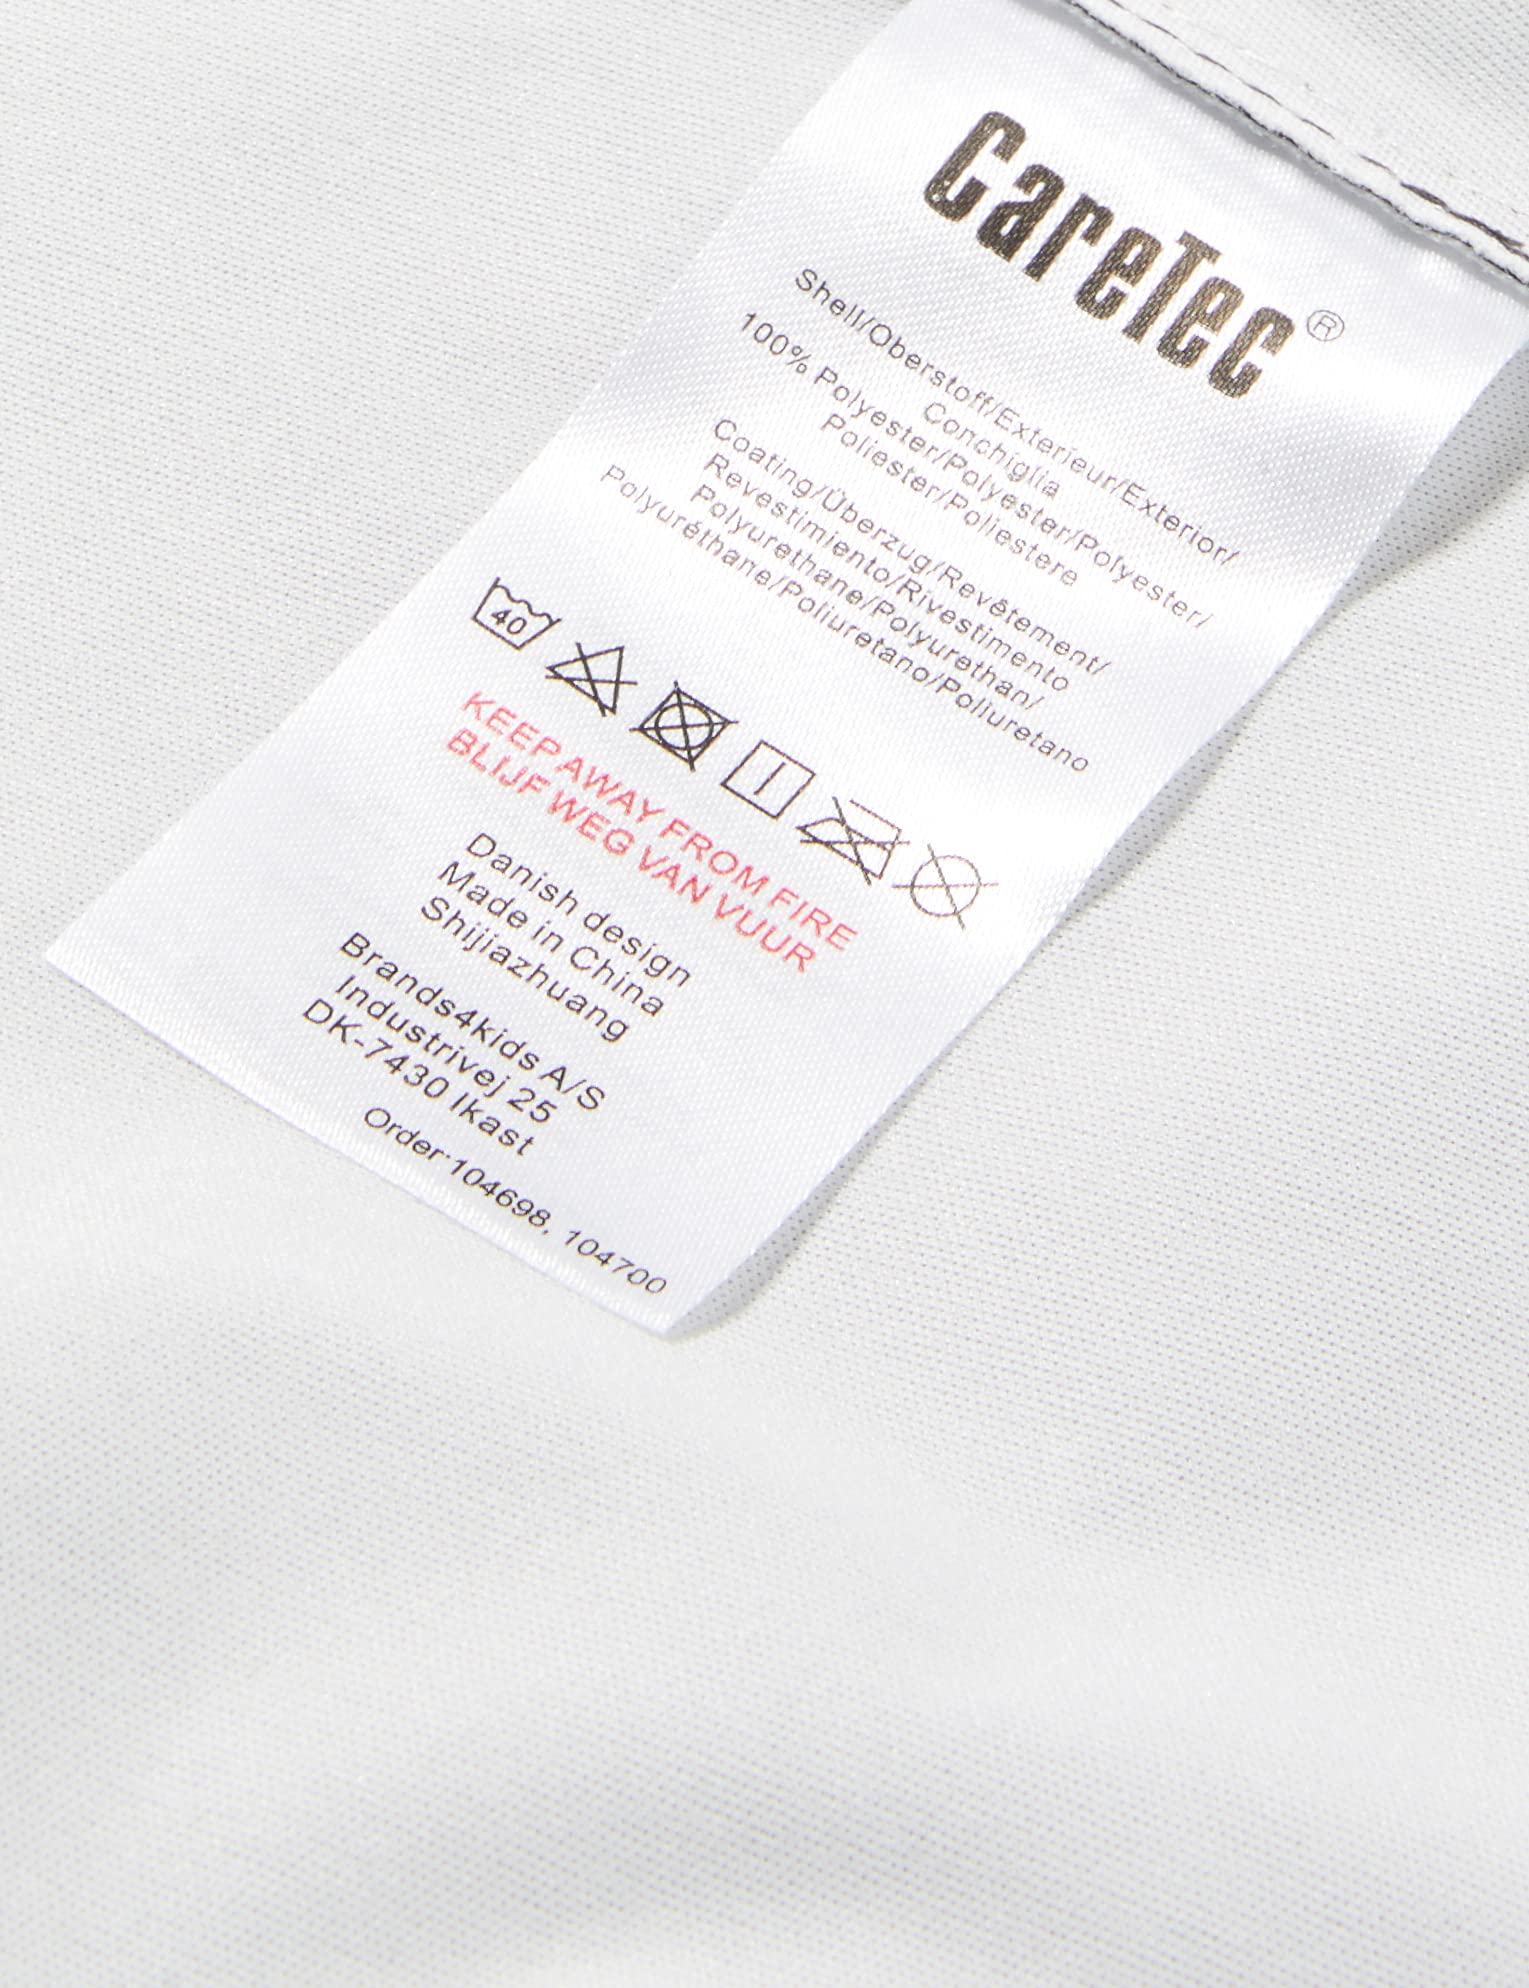 CareTec®
Shell/Oberstoff/Exterieur/Exterior/
Conchiglia
100% Polyester/Polyester/Polyester/
Poliester/Poliestere
Coating/Überzug/Revêtement/
Revestimiento/Rivestimento
Polyurethane/Polyurethan/
Polyuréthane/Poliuretano/Poliuretano
40
KEEP AWAY FROM FIRE
BLIJF WEG VAN VUUR
Danish design
Made in China
Shijiazhuang
Brands4kids A/S
Industrivej 25
DK-7430 Ikast
Order: 104698, 104700